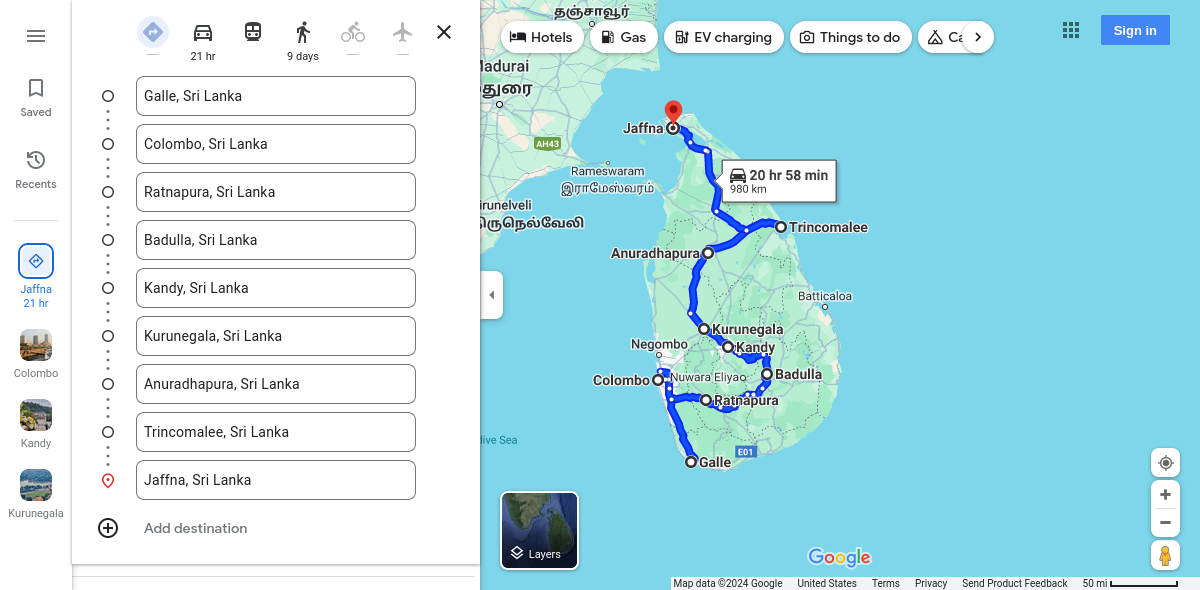 21 hr
9 days
Saved
Recents
Jaffna
21 hr
Colombo
Kandy
Kurunegala
Galle, Sri Lanka
Colombo, Sri Lanka
Ratnapura, Sri Lanka
Badulla, Sri Lanka
Kandy, Sri Lanka
Kurunegala, Sri Lanka
Anuradhapura, Sri Lanka
Trincomalee, Sri Lanka
Jaffna, Sri Lanka
Add destination
Hotels
Gas
EV charging
Things to do
Ca
Sign in
தஞ்சாவூர்
Madurai
துரை
AH43
Rameswaram
இராமேஸ்வரம்
irunelveli
ிருநெல்வேலி
Jaffna
20 hr 58 min
980 km
Trincomalee
Anuradhapura
Batticaloa
Kurunegala
Kandy
Negombo
Colombo
Nuwara Eliya
Badulla
Ratnapura
dive Sea
E01
Galle
Layers
Google
Map data ©2024 Google United States Terms Privacy Send Product Feedback 50 mi